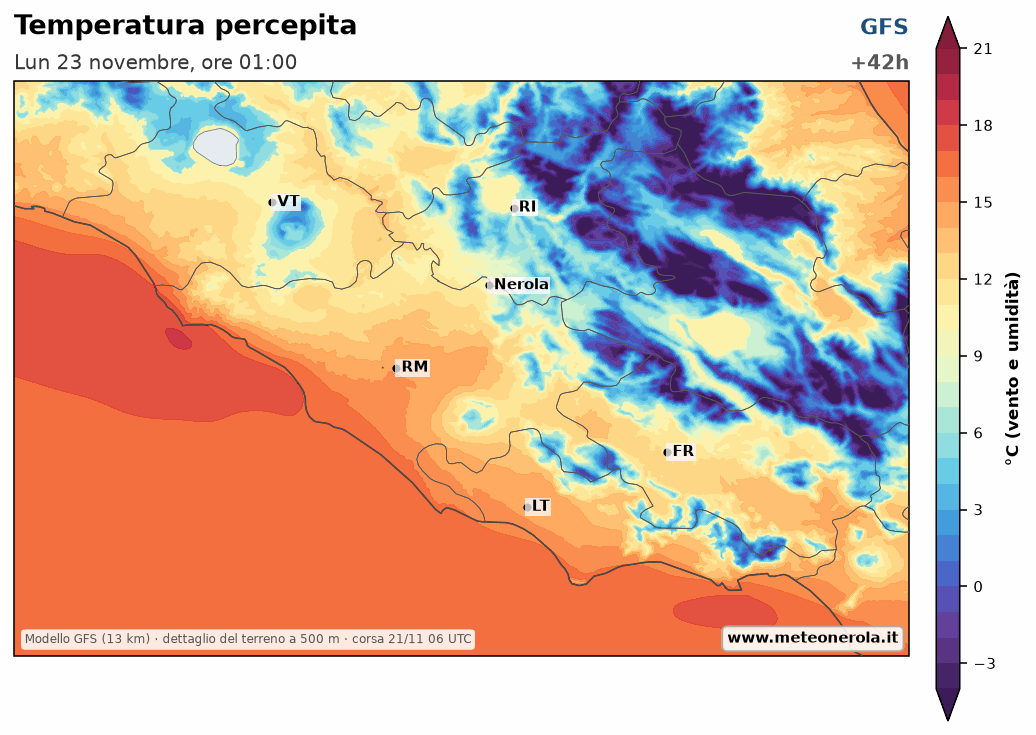 Temperatura percepita
GFS
Lun 23 novembre, ore 01:00
+42h
VT
RI
Nerola
RM
FR
LT
Modello GFS (13 km) · dettaglio del terreno a 500 m · corsa 21/11 06 UTC
www.meteonerola.it
21
18
15
12
9
6
3
0
−3
°C (vento e umidità)